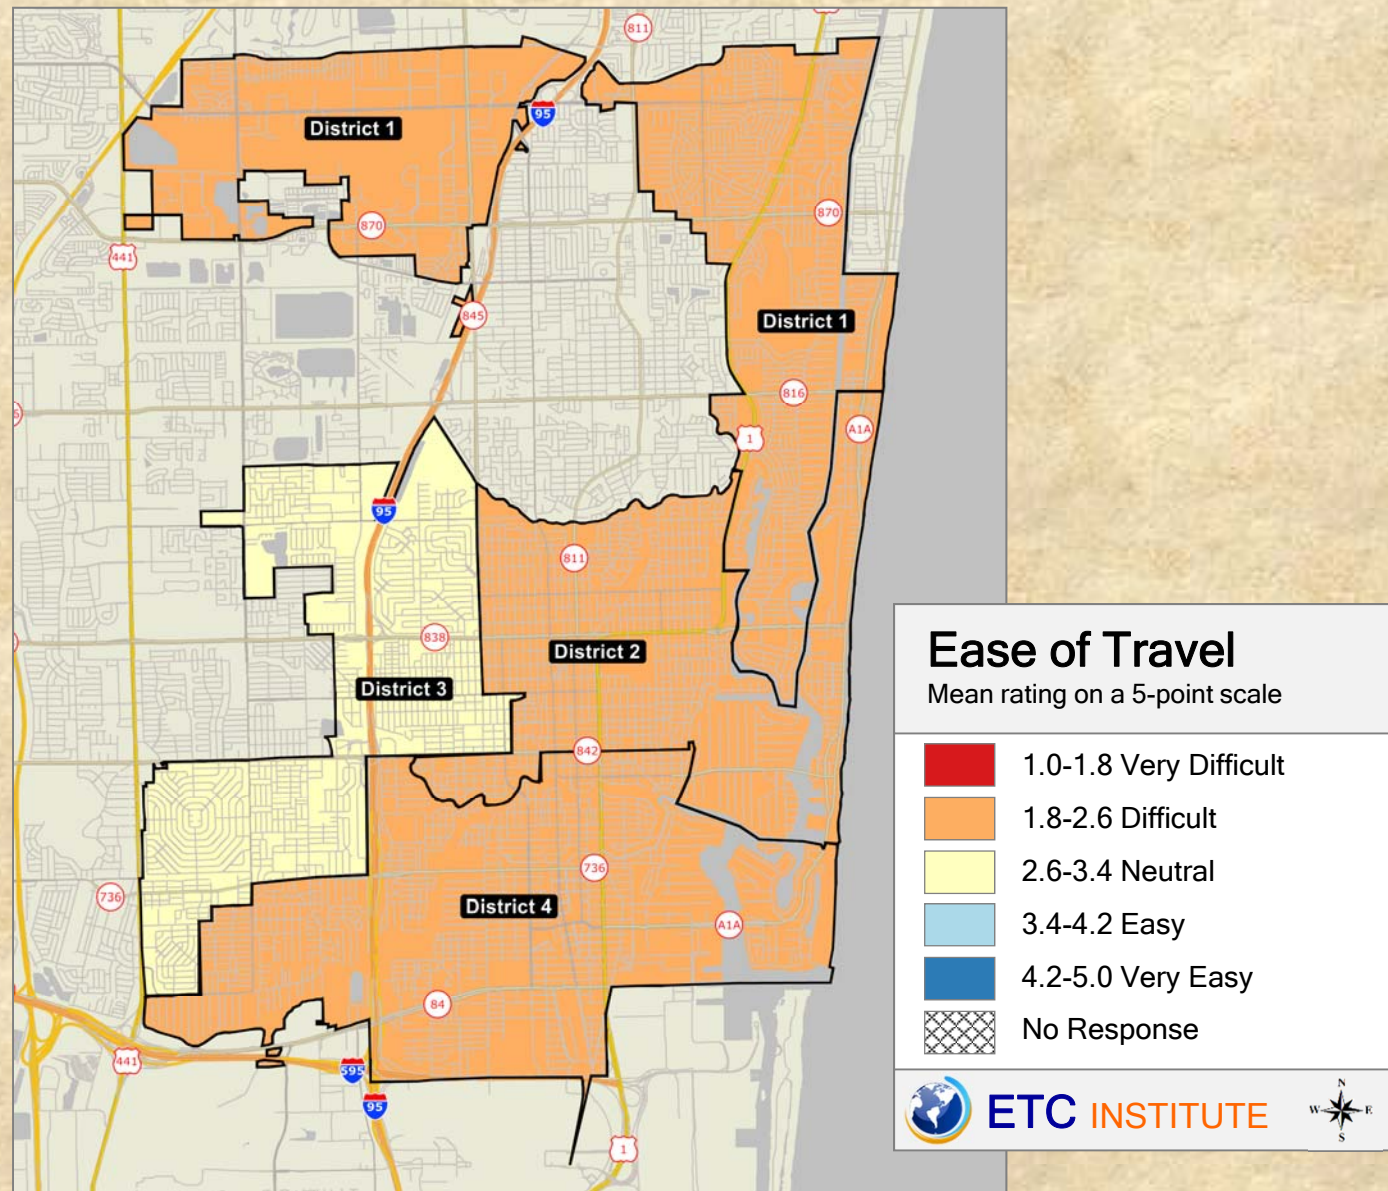 811
95
District 1
870
870
441
845
District 1
816
A1A
1
95
811
838
District 2
District 3
842
736
736
District 4
A1A
84
441
595
95
1
Ease of Travel
Mean rating on a 5-point scale
1.0-1.8 Very Difficult
1.8-2.6 Difficult
2.6-3.4 Neutral
3.4-4.2 Easy
4.2-5.0 Very Easy
No Response
ETC INSTITUTE
N
W
E
S